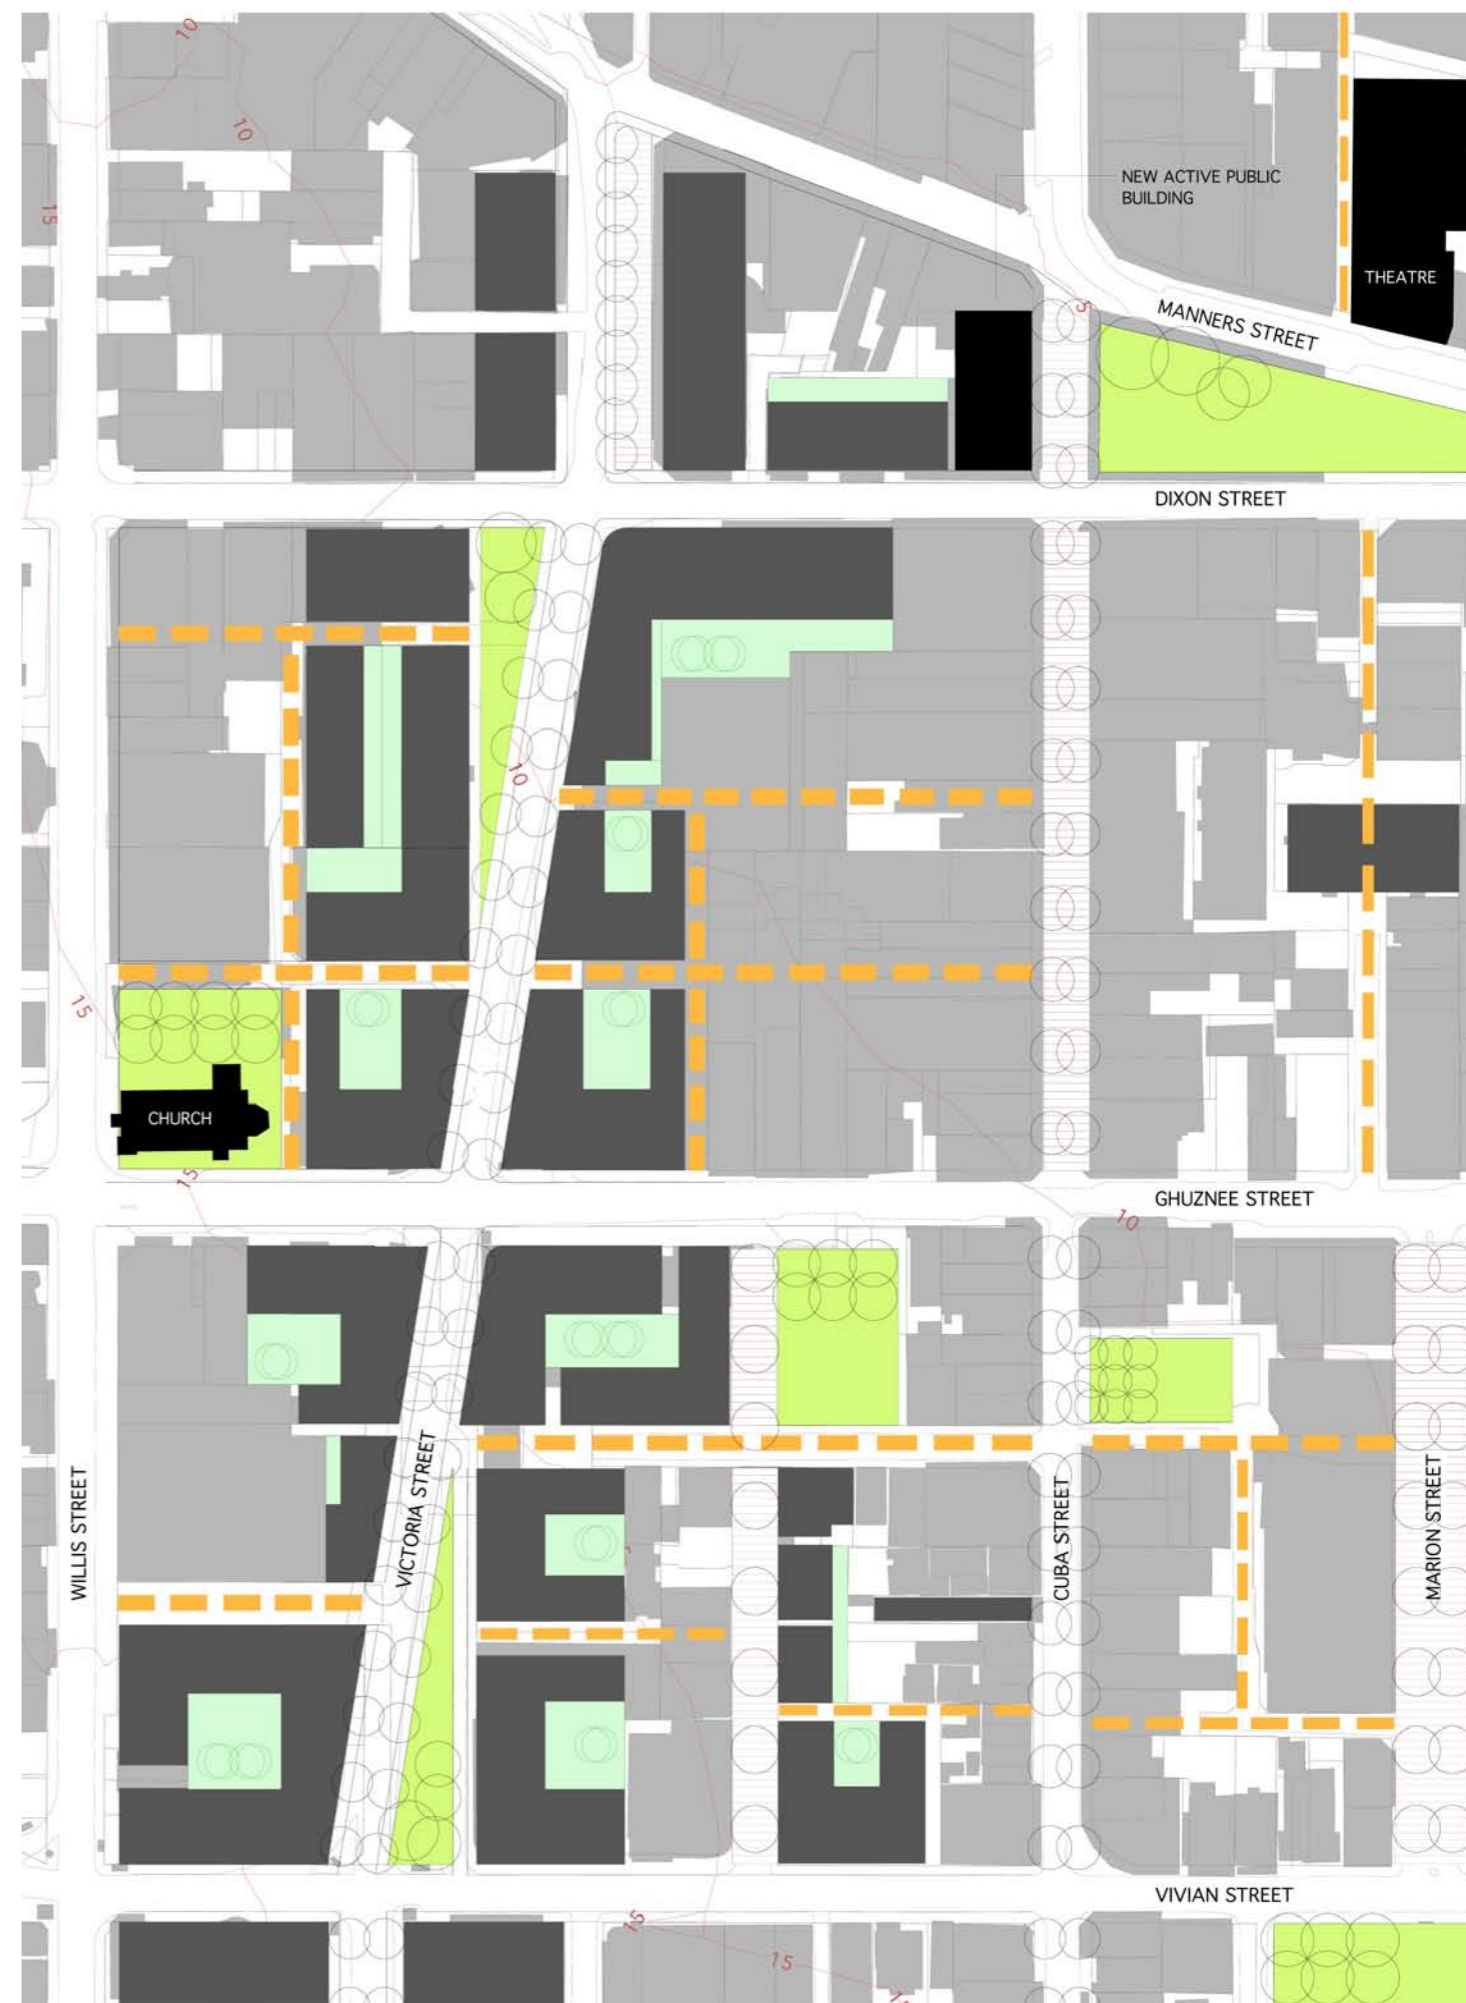 10
10
15
NEW ACTIVE PUBLIC
BUILDING
THEATRE
5
MANNERS STREET
DIXON STREET
10
15
CHURCH
15
GHUZNEE STREET
10
WILLIS STREET
VICTORIA STREET
CUBA STREET
MARION STREET
VIVIAN STREET
15
15